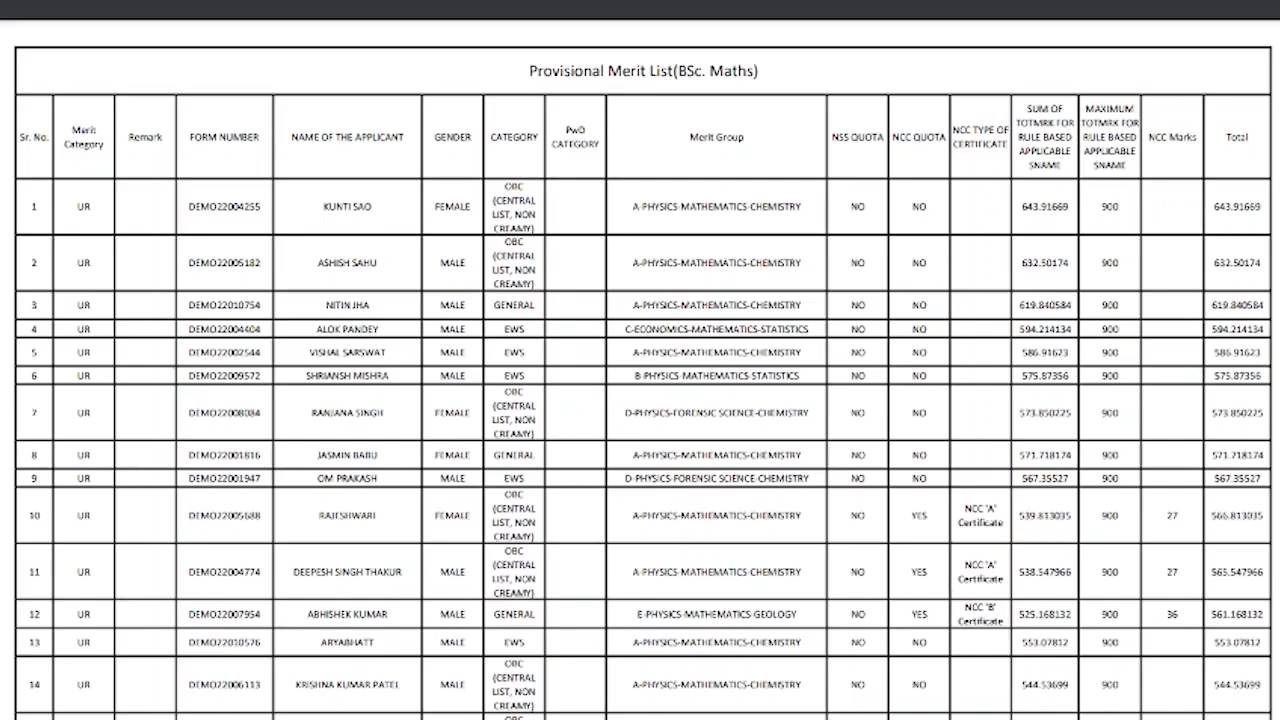 Provisional Merit List(BSc. Maths)
Sr. No. Merit Category Remark FORM NUMBER NAME OF THE APPLICANT GENDER CATEGORY PwD CATEGORY Merit Group NSS QUOTA NCC QUOTA NCC TYPE OF CERTIFICATE SUM OF TOTMRK FOR RULE BASED APPLICABLE SNAME MAXIMUM TOTMRK FOR RULE BASED APPLICABLE SNAME NCC Marks Total
1 UR DEMO22004255 KUNTI SAO FEMALE OBC (CENTRAL LIST, NON CREAMY) A-PHYSICS-MATHEMATICS-CHEMISTRY NO NO 643.91669 900 643.91669
2 UR DEMO22005182 ASHISH SAHU MALE OBC (CENTRAL LIST, NON CREAMY) A-PHYSICS-MATHEMATICS-CHEMISTRY NO NO 632.50174 900 632.50174
3 UR DEMO22010754 NITIN JHA MALE GENERAL A-PHYSICS-MATHEMATICS-CHEMISTRY NO NO 619.840584 900 619.840584
4 UR DEMO22004404 ALOK PANDEY MALE EWS C-ECONOMICS-MATHEMATICS-STATISTICS NO NO 594.214134 900 594.214134
5 UR DEMO22002544 VISHAL SARSWAT MALE EWS A-PHYSICS-MATHEMATICS-CHEMISTRY NO NO 586.91623 900 586.91623
6 UR DEMO22009572 SHRIANSH MISHRA MALE EWS B-PHYSICS-MATHEMATICS-STATISTICS NO NO 575.87356 900 575.87356
7 UR DEMO22008084 RANJANA SINGH FEMALE OBC (CENTRAL LIST, NON CREAMY) D-PHYSICS-FORENSIC SCIENCE-CHEMISTRY NO NO 573.850225 900 573.850225
8 UR DEMO22001816 JASMIN BABU FEMALE GENERAL A-PHYSICS-MATHEMATICS-CHEMISTRY NO NO 571.718174 900 571.718174
9 UR DEMO22001947 OM PRAKASH MALE EWS D-PHYSICS-FORENSIC SCIENCE-CHEMISTRY NO NO 567.35527 900 567.35527
10 UR DEMO22005688 RAJESHWARI FEMALE OBC (CENTRAL LIST, NON CREAMY) A-PHYSICS-MATHEMATICS-CHEMISTRY NO YES NCC 'A' Certificate 539.813035 900 27 566.813035
11 UR DEMO22004774 DEEPESH SINGH THAKUR MALE OBC (CENTRAL LIST, NON CREAMY) A-PHYSICS-MATHEMATICS-CHEMISTRY NO YES NCC 'A' Certificate 538.547966 900 27 565.547966
12 UR DEMO22007954 ABHISHEK KUMAR MALE GENERAL E-PHYSICS-MATHEMATICS-GEOLOGY NO YES NCC 'B' Certificate 525.168132 900 36 561.168132
13 UR DEMO22010576 ARYABHATT MALE EWS A-PHYSICS-MATHEMATICS-CHEMISTRY NO NO 553.07812 900 553.07812
14 UR DEMO22006113 KRISHNA KUMAR PATEL MALE OBC (CENTRAL LIST, NON CREAMY) A-PHYSICS-MATHEMATICS-CHEMISTRY NO NO 544.53699 900 544.53699
OBC